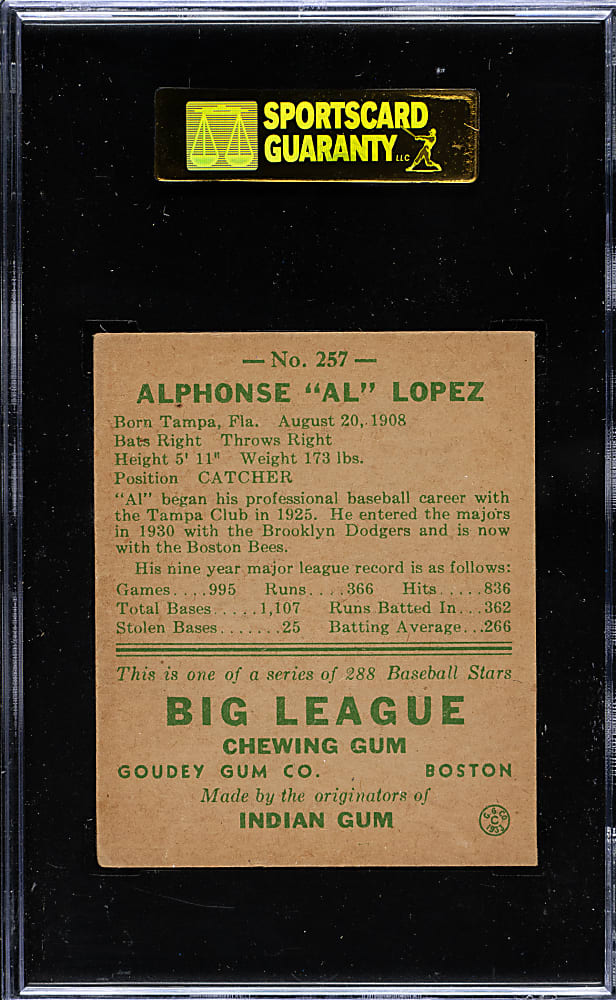 SPORTSCARD
GUARANTY LLC
— No. 257 —
ALPHONSE “AL” LOPEZ
Born Tampa, Fla. August 20, 1908
Bats Right Throws Right
Height 5' 11" Weight 173 lbs.
Position CATCHER
“Al” began his professional baseball career with
the Tampa Club in 1925. He entered the majors
in 1930 with the Brooklyn Dodgers and is now
with the Boston Bees.
His nine year major league record is as follows:
Games....995 Runs....366 Hits.....836
Total Bases.....1,107 Runs Batted In...362
Stolen Bases.......25 Batting Average...266
This is one of a series of 288 Baseball Stars
BIG LEAGUE
CHEWING GUM
GOUDEY GUM CO. BOSTON
Made by the originators of
INDIAN GUM
G. G. Co.
C
1933